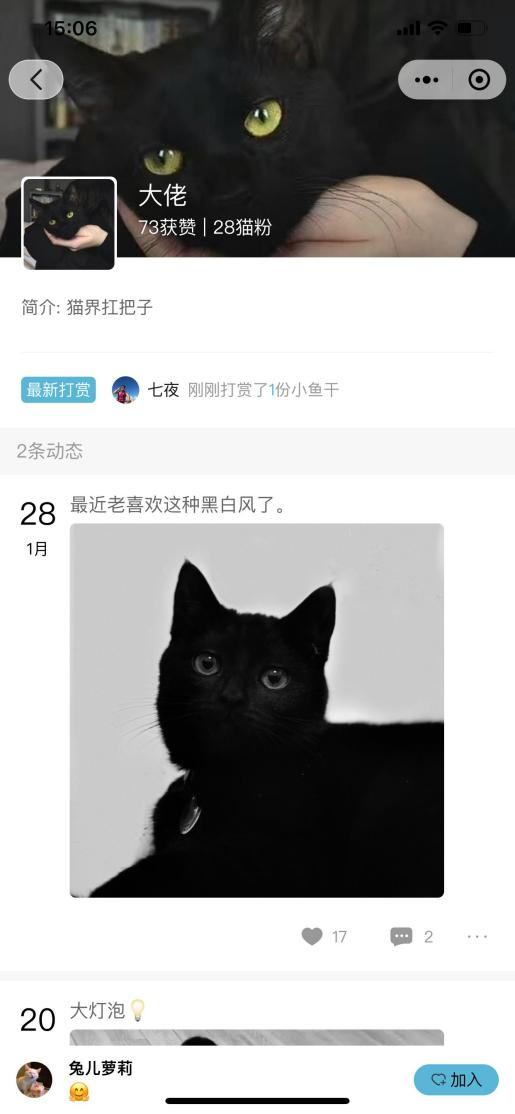 15:06
大佬
73获赞 | 28猫粉
简介: 猫界扛把子
最新打赏 七夜 刚刚打赏了1份小鱼干
2条动态
28 最近老喜欢这种黑白风了。
1月
17 2
20 大灯泡💡
兔儿萝莉
🤗
加入